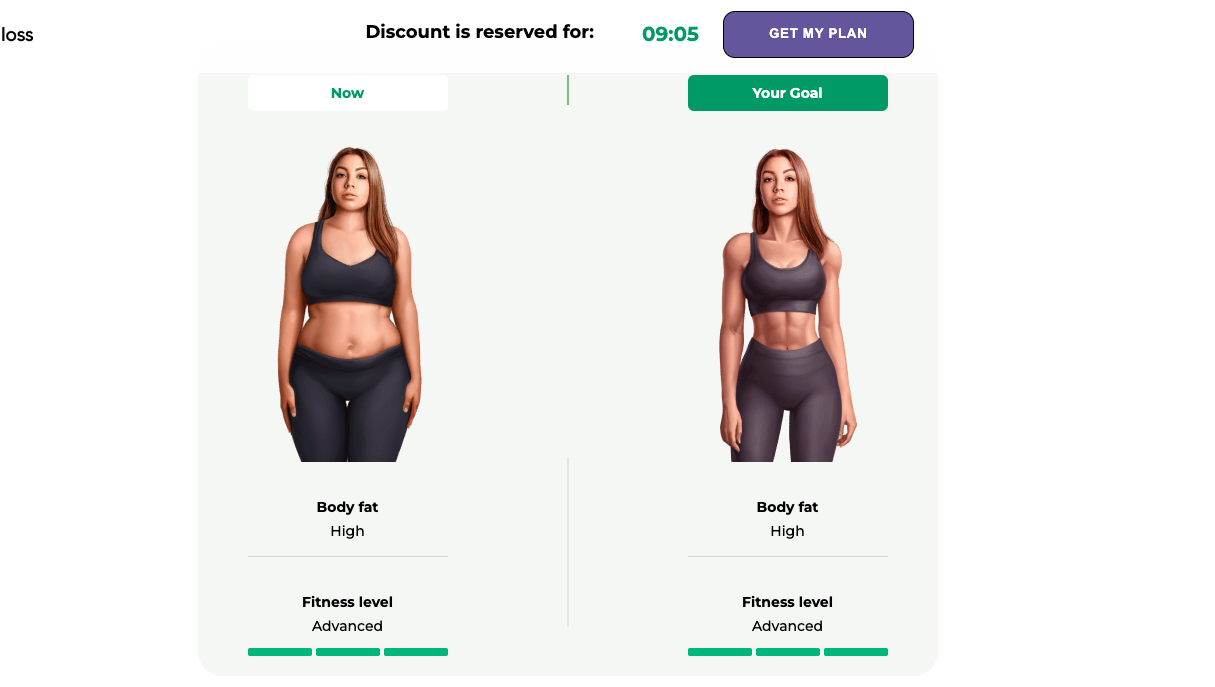 loss
Discount is reserved for:
09:05
GET MY PLAN
Now
Your Goal
Body fat
High
Body fat
High
Fitness level
Advanced
Fitness level
Advanced